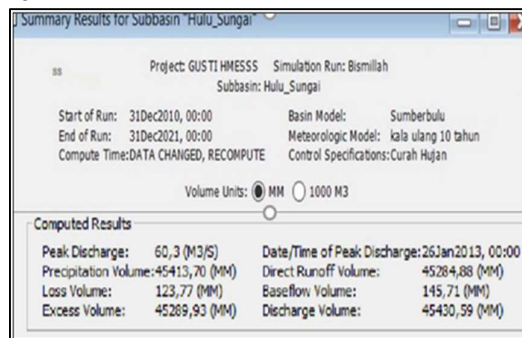 Summary Results for Subbasin "Hulu_Sungai"
Project: GUSTI HMESSS Simulation Run: Bismillah
Subbasin: Hulu_Sungai
Start of Run: 31Dec2010, 00:00 Basin Model: Sumberbulu
End of Run: 31Dec2021, 00:00 Meteorologic Model: kala ulang 10 tahun
Compute Time:DATA CHANGED, RECOMPUTE Control Specifications:Curah Hujan
Volume Units: MM 1000 M3
Computed Results
Peak Discharge: 60,3 (M3/S) Date/Time of Peak Discharge:26Jan2013, 00:00
Precipitation Volume:45413,70 (MM) Direct Runoff Volume: 45284,88 (MM)
Loss Volume: 123,77 (MM) Baseflow Volume: 145,71 (MM)
Excess Volume: 45289,93 (MM) Discharge Volume: 45430,59 (MM)